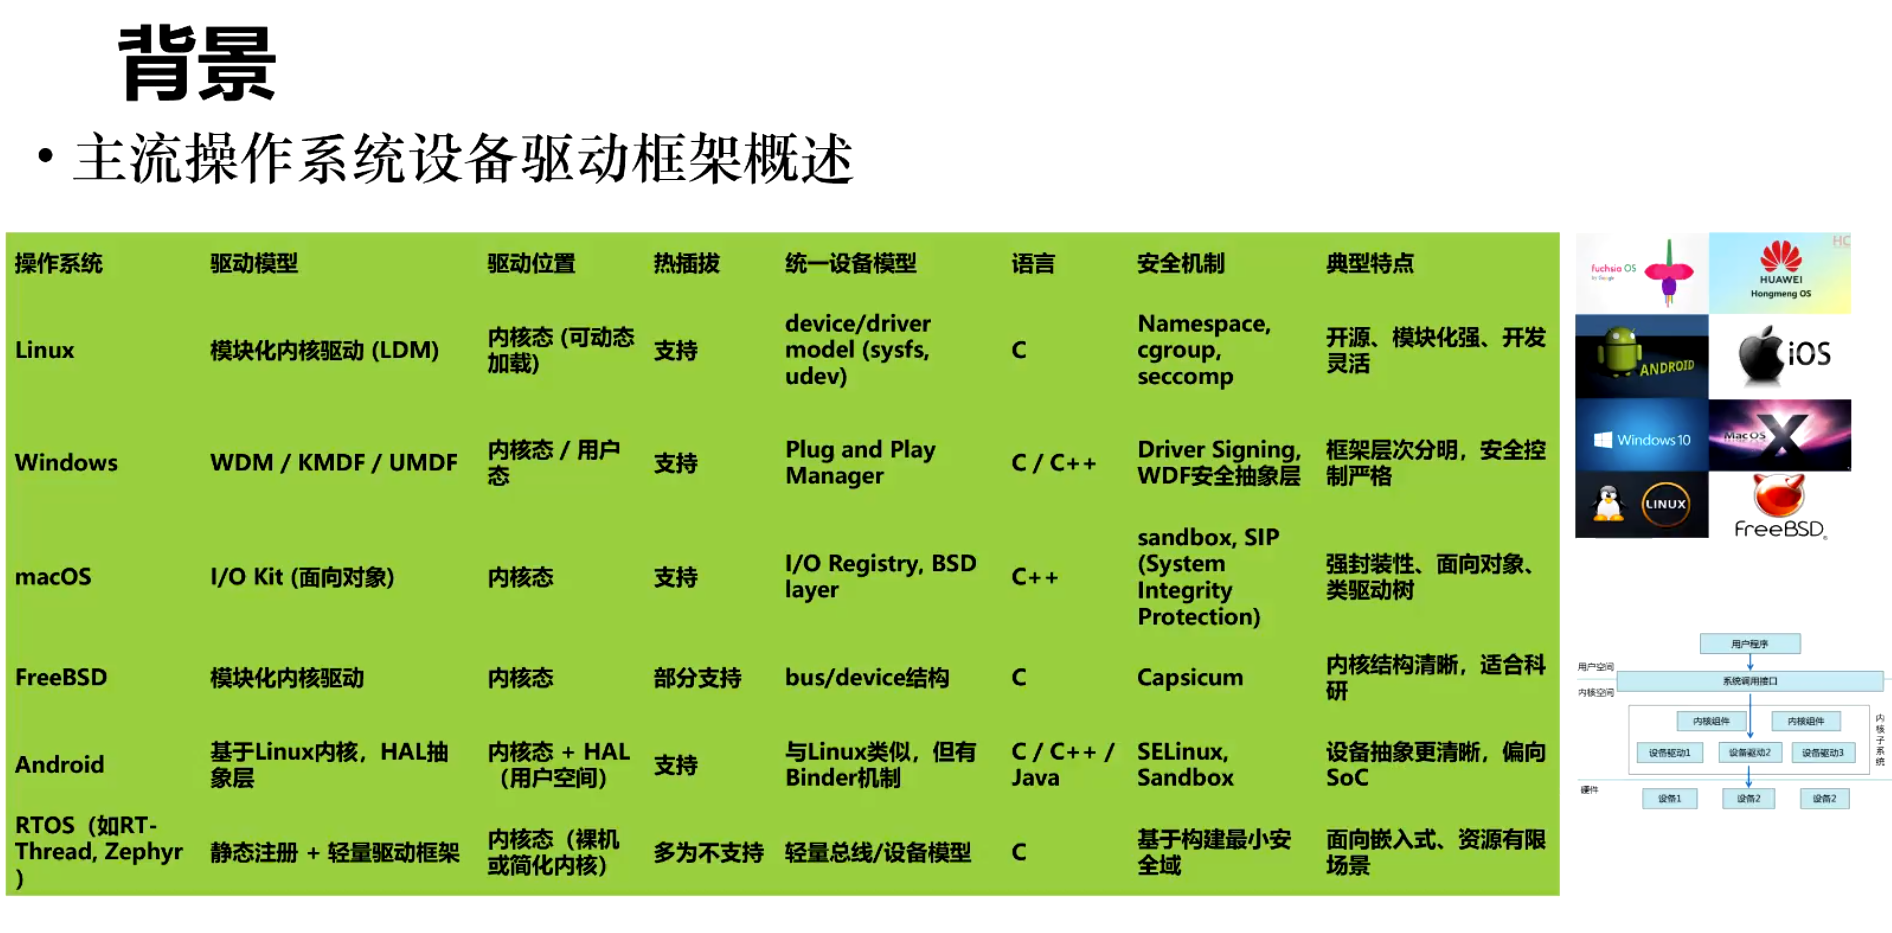 背景
• 主流操作系统设备驱动框架概述
操作系统 驱动模型 驱动位置 热插拔 统一设备模型 语言 安全机制 典型特点
Linux 模块化内核驱动 (LDM) 内核态 (可动态加载) 支持 device/driver model (sysfs, udev) C Namespace, cgroup, seccomp 开源、模块化强、开发灵活
Windows WDM / KMDF / UMDF 内核态 / 用户态 支持 Plug and Play Manager C / C++ Driver Signing, WDF安全抽象层 框架层次分明，安全控制严格
macOS I/O Kit (面向对象) 内核态 支持 I/O Registry, BSD layer C++ sandbox, SIP (System Integrity Protection) 强封装性、面向对象、类驱动树
FreeBSD 模块化内核驱动 内核态 部分支持 bus/device结构 C Capsicum 内核结构清晰，适合科研
Android 基于Linux内核，HAL抽象层 内核态 + HAL（用户空间） 支持 与Linux类似，但有Binder机制 C / C++ / Java SELinux, Sandbox 设备抽象更清晰，偏向SoC
RTOS（如RT-Thread, Zephyr） 静态注册 + 轻量驱动框架 内核态（裸机或简化内核） 多为不支持 轻量总线/设备模型 C 基于构建最小安全域 面向嵌入式、资源有限场景
fuchsia OS
by Google
HC
HUAWEI
Hongmeng OS
ANDROID
iOS
Windows 10
Mac OS X
LINUX
FreeBSD
用户程序
用户空间
系统调用接口
内核空间
内核组件 内核组件
设备驱动1 设备驱动2 设备驱动3
内核子系统
硬件
设备1 设备2 设备2